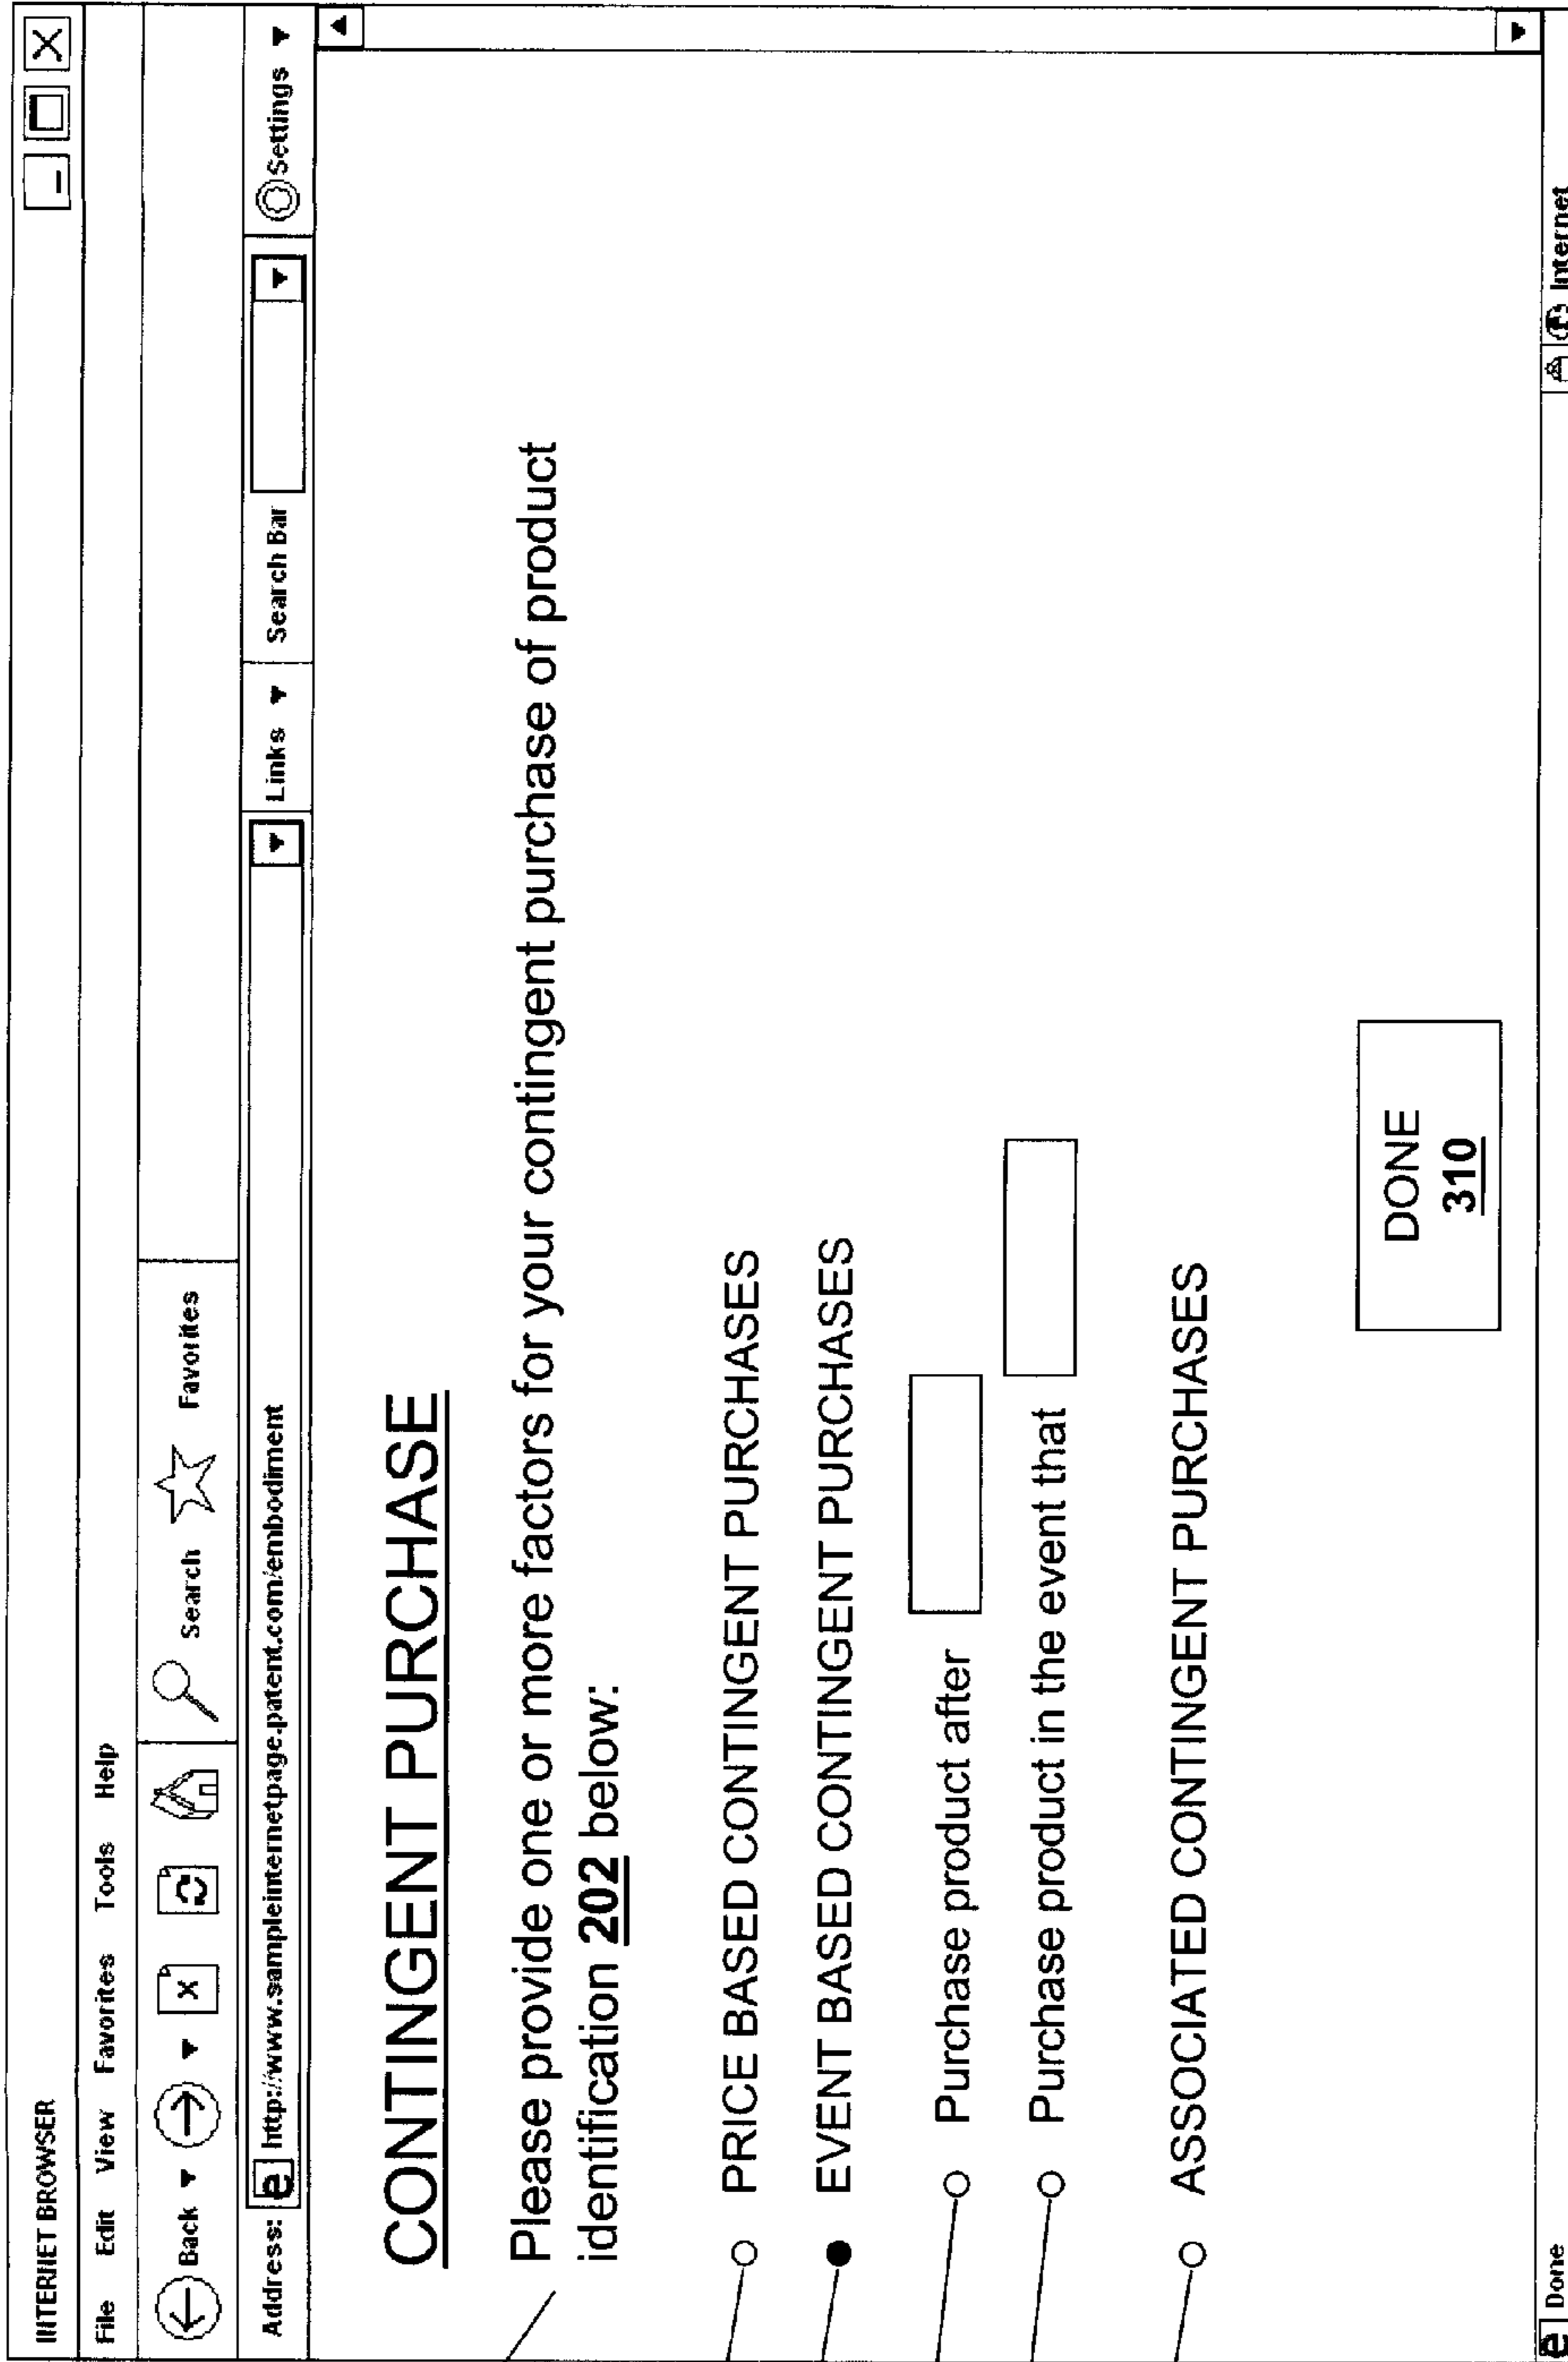 INTERNET BROWSER
File Edit View Favorites Tools Help
Back Search Favorites
Address: e http://www.sampleinternetpage.patent.com/embodiment Links Search Bar Settings
CONTINGENT PURCHASE
Please provide one or more factors for your contingent purchase of product
identification 202 below:
PRICE BASED CONTINGENT PURCHASES
EVENT BASED CONTINGENT PURCHASES
Purchase product after
Purchase product in the event that
ASSOCIATED CONTINGENT PURCHASES
DONE
310
e Done Internet